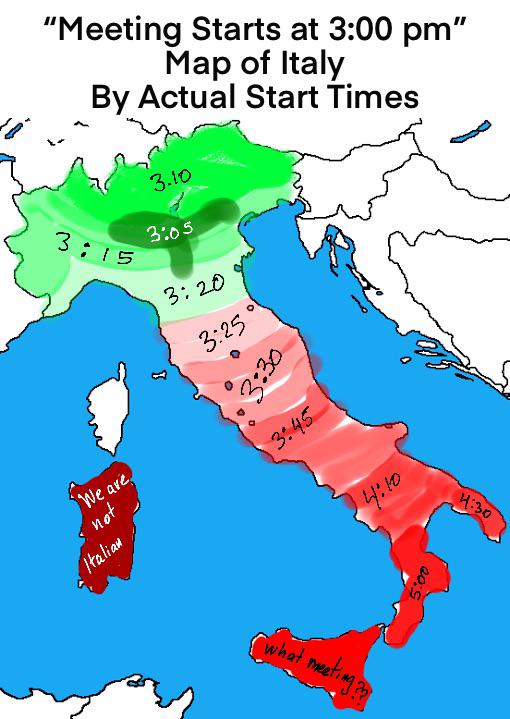 “Meeting Starts at 3:00 pm”
Map of Italy
By Actual Start Times
3.10
3:05
3:15
3:20
3:25
3:30
3:45
4:10
4:30
5:00
We are
not
Italian
what meeting??